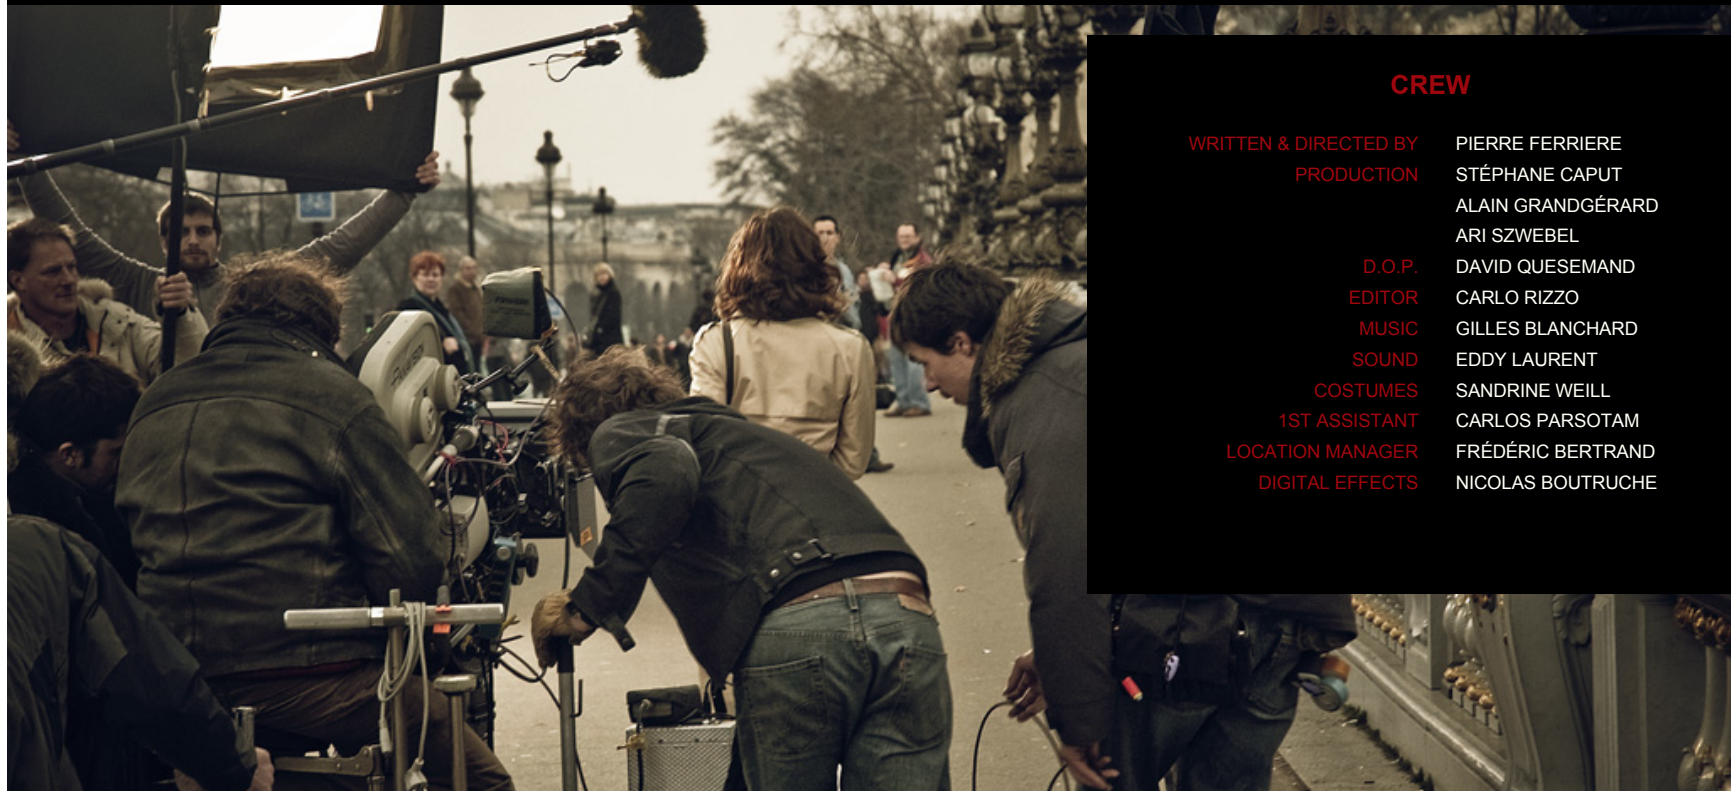 CREW
WRITTEN & DIRECTED BY PIERRE FERRIERE
PRODUCTION STÉPHANE CAPUT
ALAIN GRANDGÉRARD
ARI SZWEBEL
D.O.P. DAVID QUESEMAND
EDITOR CARLO RIZZO
MUSIC GILLES BLANCHARD
SOUND EDDY LAURENT
COSTUMES SANDRINE WEILL
1ST ASSISTANT CARLOS PARSOTAM
LOCATION MANAGER FRÉDÉRIC BERTRAND
DIGITAL EFFECTS NICOLAS BOUTRUCHE